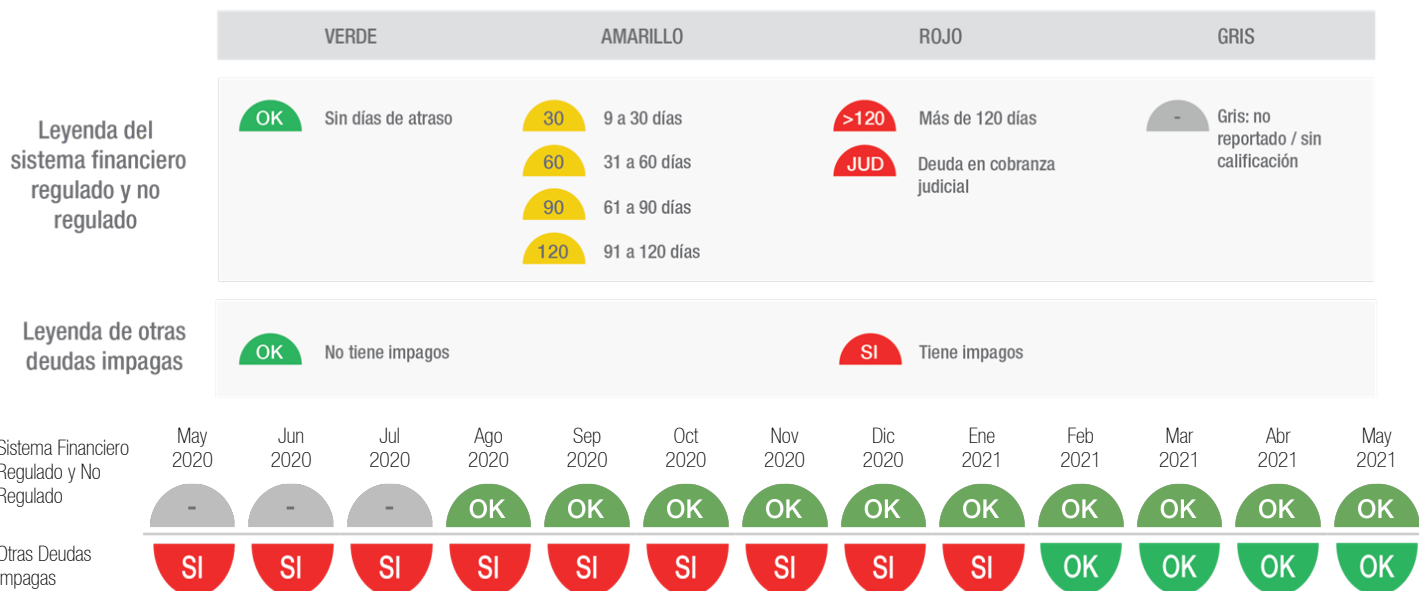 VERDE AMARILLO ROJO GRIS
Leyenda del
sistema financiero
regulado y no
regulado
OK Sin días de atraso
30 9 a 30 días
60 31 a 60 días
90 61 a 90 días
120 91 a 120 días
>120 Más de 120 días
JUD Deuda en cobranza
judicial
- Gris: no
reportado / sin
calificación
Leyenda de otras
deudas impagas
OK No tiene impagos
SI Tiene impagos
Sistema Financiero
Regulado y No
Regulado
May Jun Jul Ago Sep Oct Nov Dic Ene Feb Mar Abr May
2020 2020 2020 2020 2020 2020 2020 2020 2021 2021 2021 2021 2021
- - - OK OK OK OK OK OK OK OK OK OK
Otras Deudas
Impagas
SI SI SI SI SI SI SI SI SI OK OK OK OK